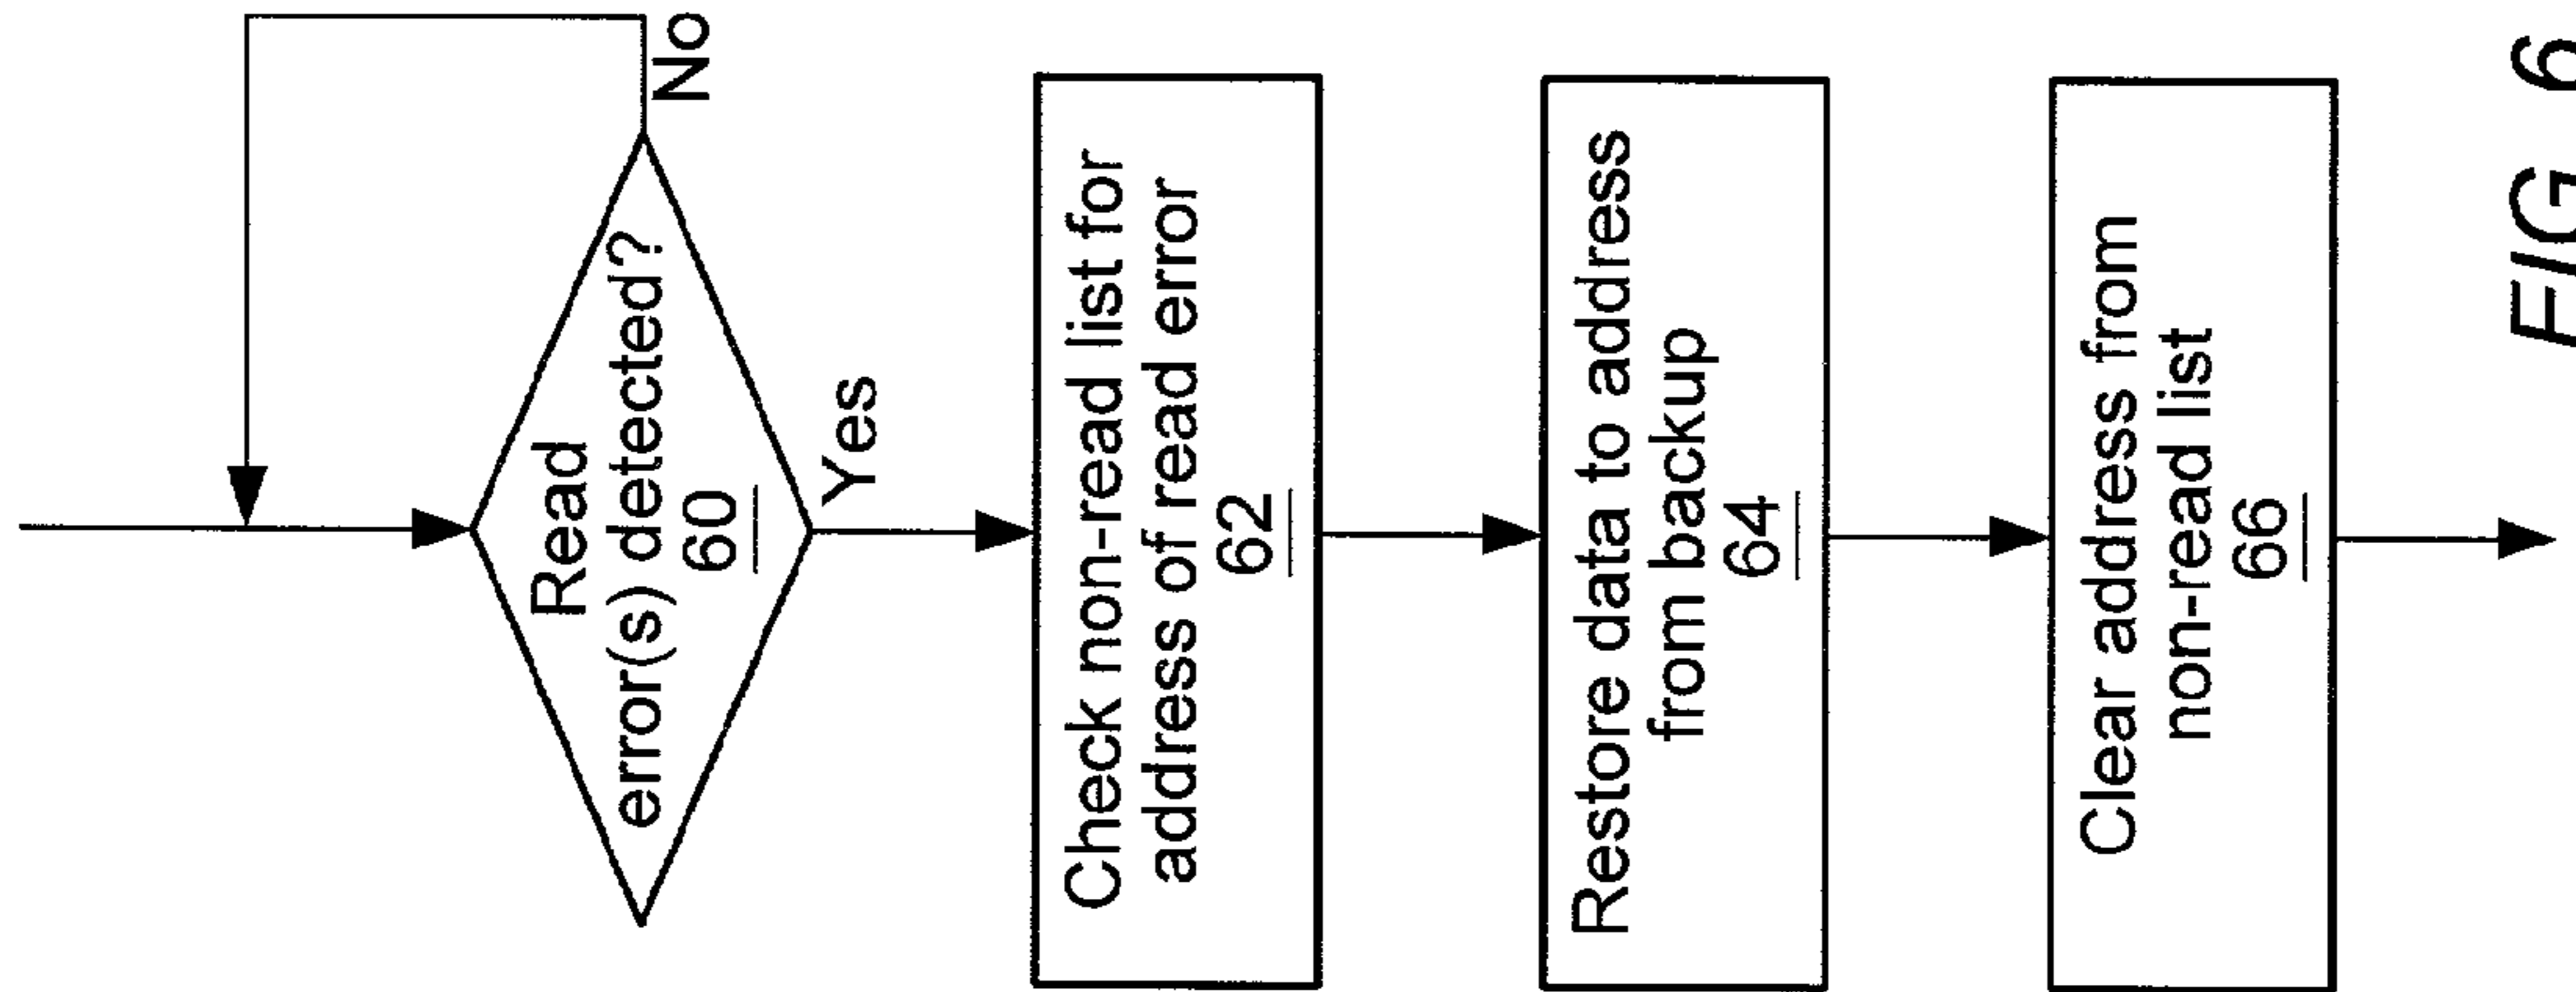 Read
error(s) detected?
60
No
Yes
Check non-read list for
address of read error
62
Restore data to address
from backup
64
Clear address from
non-read list
66
FIG 6